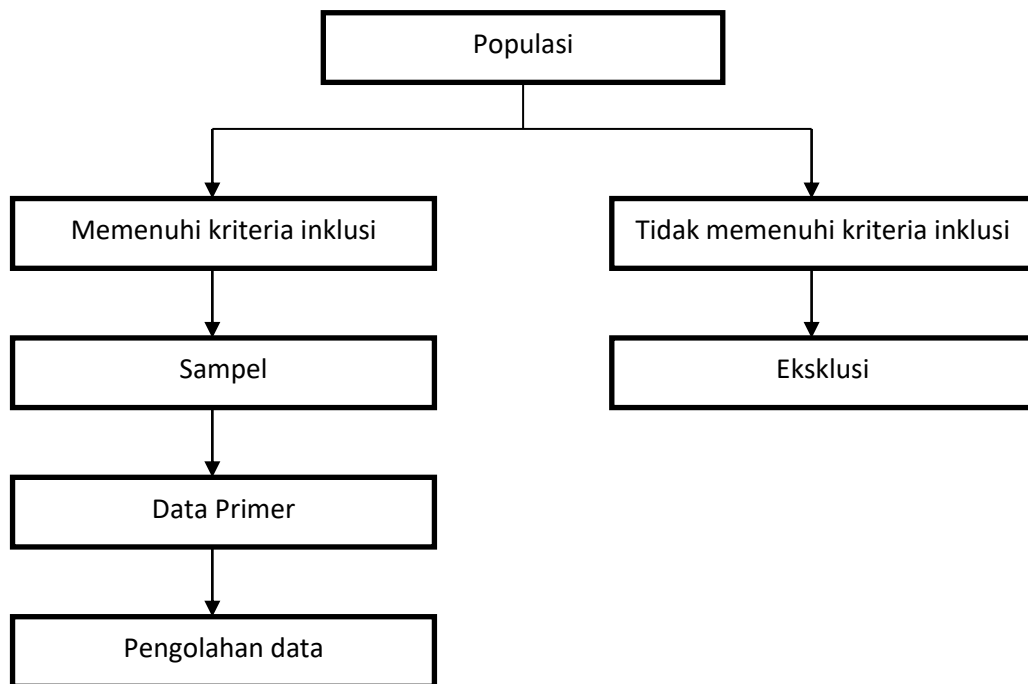 Populasi
Memenuhi kriteria inklusi
Tidak memenuhi kriteria inklusi
Sampel
Eksklusi
Data Primer
Pengolahan data